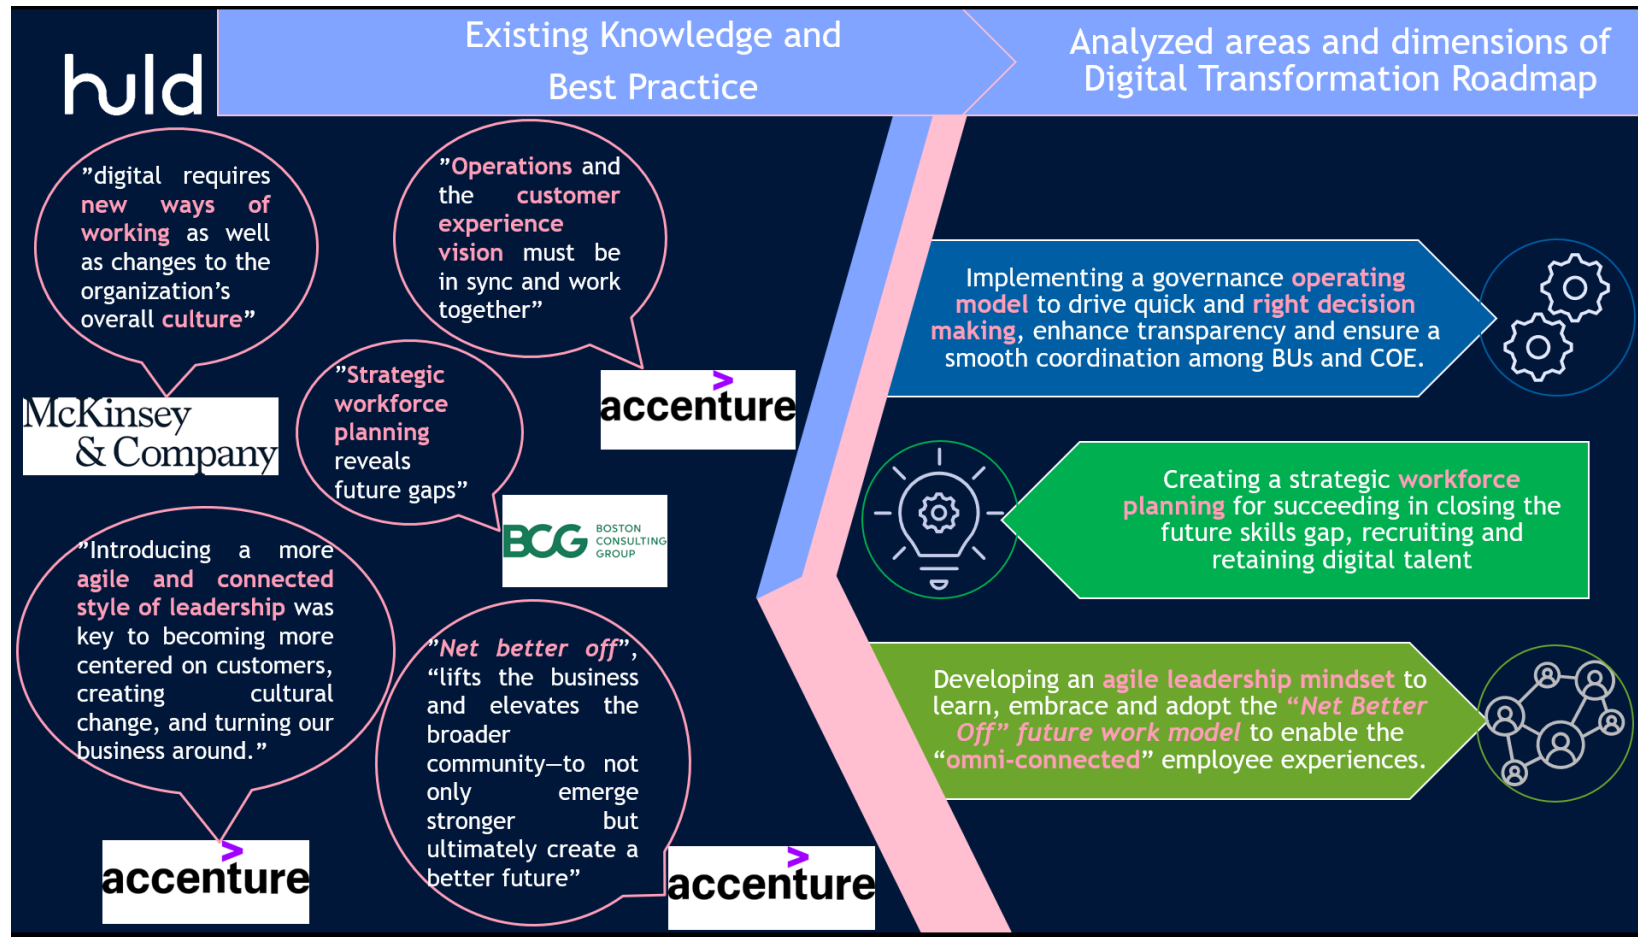 huld
Existing Knowledge and
Best Practice
Analyzed areas and dimensions of
Digital Transformation Roadmap
”digital requires
new ways of
working as well
as changes to the
organization’s
overall culture”
McKinsey
& Company
”Operations and
the customer
experience
vision must be
in sync and work
together”
accenture
”Strategic
workforce
planning
reveals
future gaps”
BCG
BOSTON
CONSULTING
GROUP
”Introducing a more
agile and connected
style of leadership was
key to becoming more
centered on customers,
creating cultural
change, and turning our
business around.”
accenture
”Net better off”,
“lifts the business
and elevates the
broader
community—to not
only emerge
stronger but
ultimately create a
better future”
accenture
Implementing a governance operating
model to drive quick and right decision
making, enhance transparency and ensure a
smooth coordination among BUs and COE.
Creating a strategic workforce
planning for succeeding in closing the
future skills gap, recruiting and
retaining digital talent
Developing an agile leadership mindset to
learn, embrace and adopt the “Net Better
Off” future work model to enable the
“omni-connected” employee experiences.